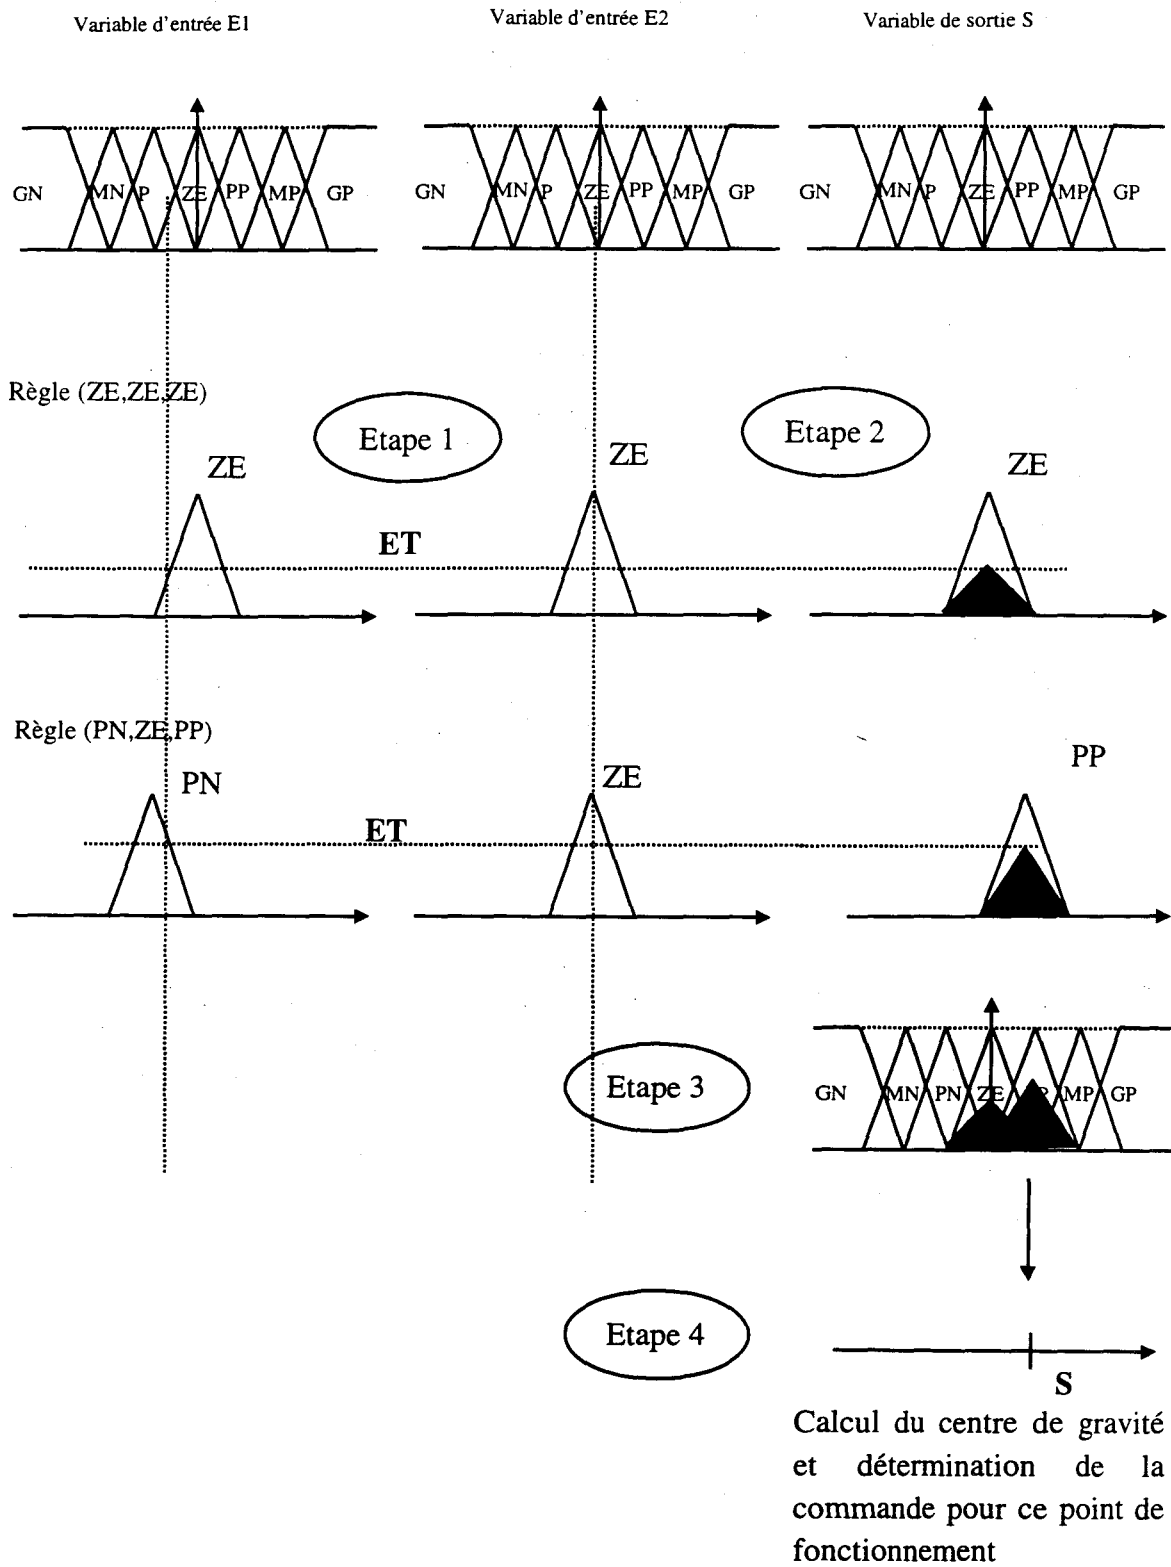 Variable d'entrée E1
Variable d'entrée E2
Variable de sortie S
GN MN P ZE PP MP GP
GN MN P ZE PP MP GP
GN MN P ZE PP MP GP
Règle (ZE,ZE,ZE)
Etape 1
Etape 2
ZE
ZE
ZE
ET
Règle (PN,ZE,PP)
PN
ZE
PP
ET
Etape 3
GN MN PN ZE P MP GP
Etape 4
S
Calcul du centre de gravité
et détermination de la
commande pour ce point de
fonctionnement